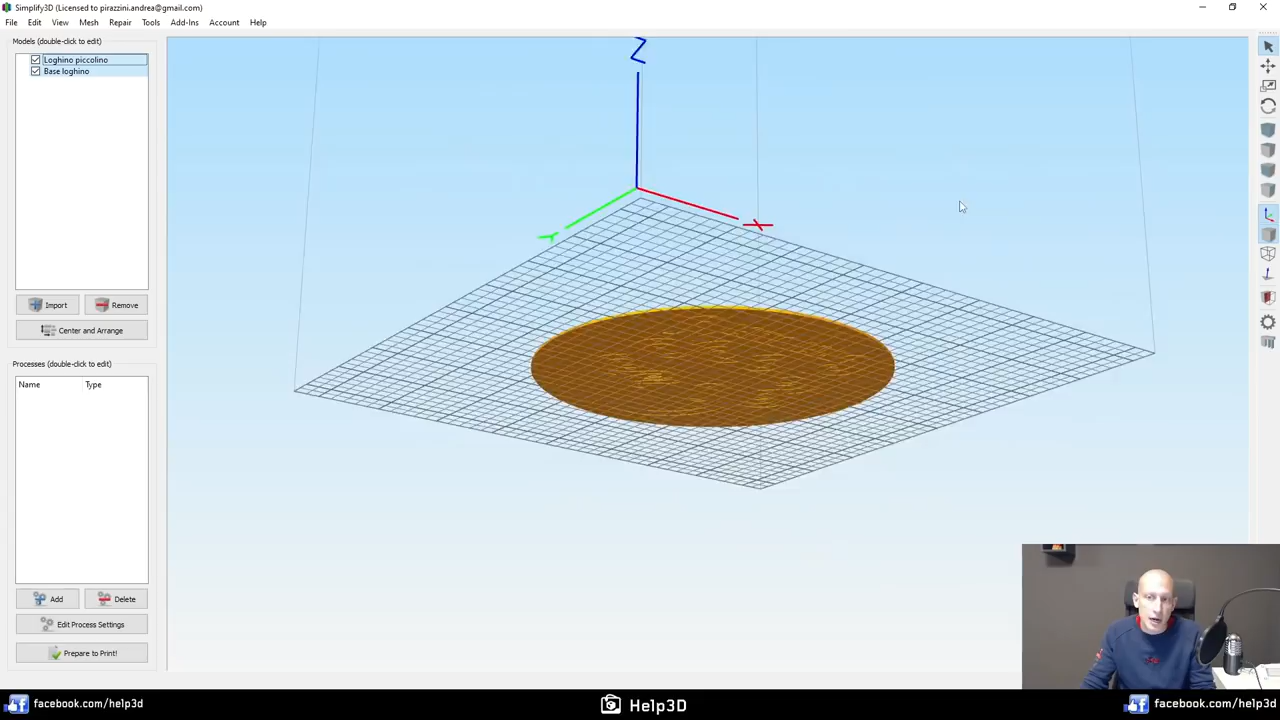 Simplify3D (Licensed to pirazzini.andrea@gmail.com)
File Edit View Mesh Repair Tools Add-Ins Account Help
Models (double-click to edit)
Loghino piccolino
Base loghino
Import Remove
Center and Arrange
Processes (double-click to edit)
Name Type
Add Delete
Edit Process Settings
Prepare to Print!
Z
X
Y
facebook.com/help3d
Help3D
facebook.com/help3d